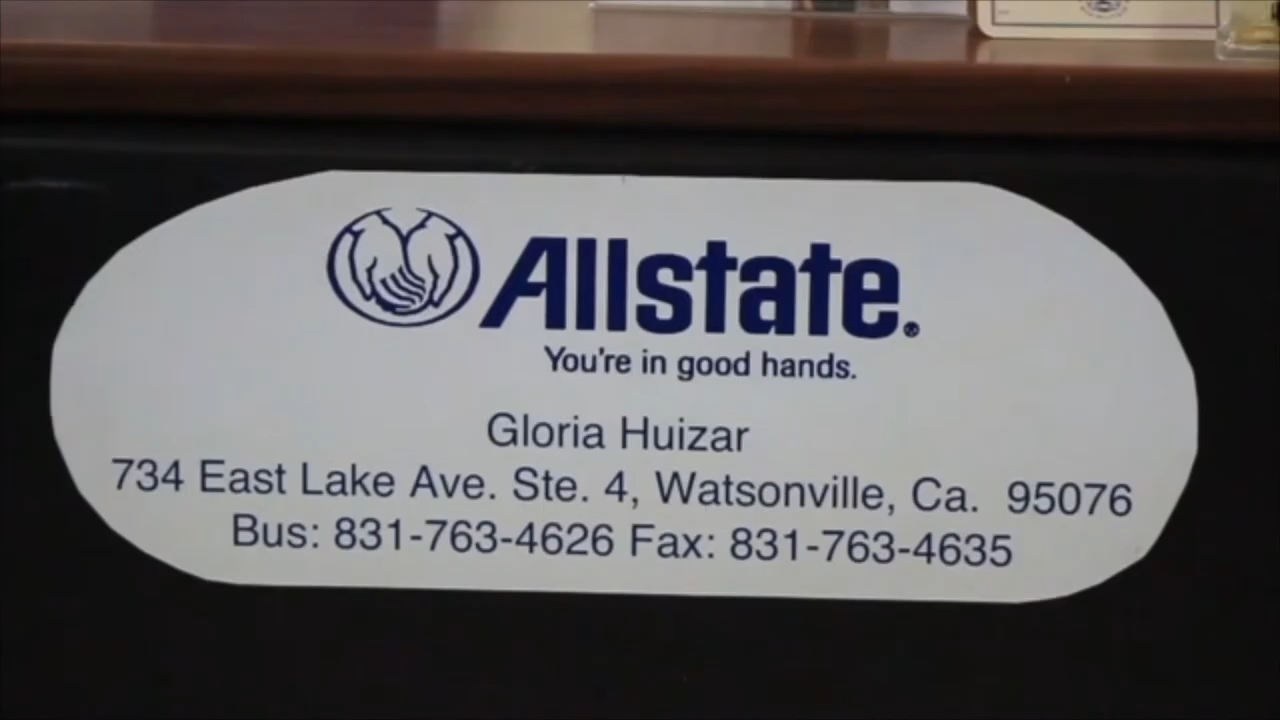 Allstate®
You're in good hands.
Gloria Huizar
734 East Lake Ave. Ste. 4, Watsonville, Ca. 95076
Bus: 831-763-4626 Fax: 831-763-4635